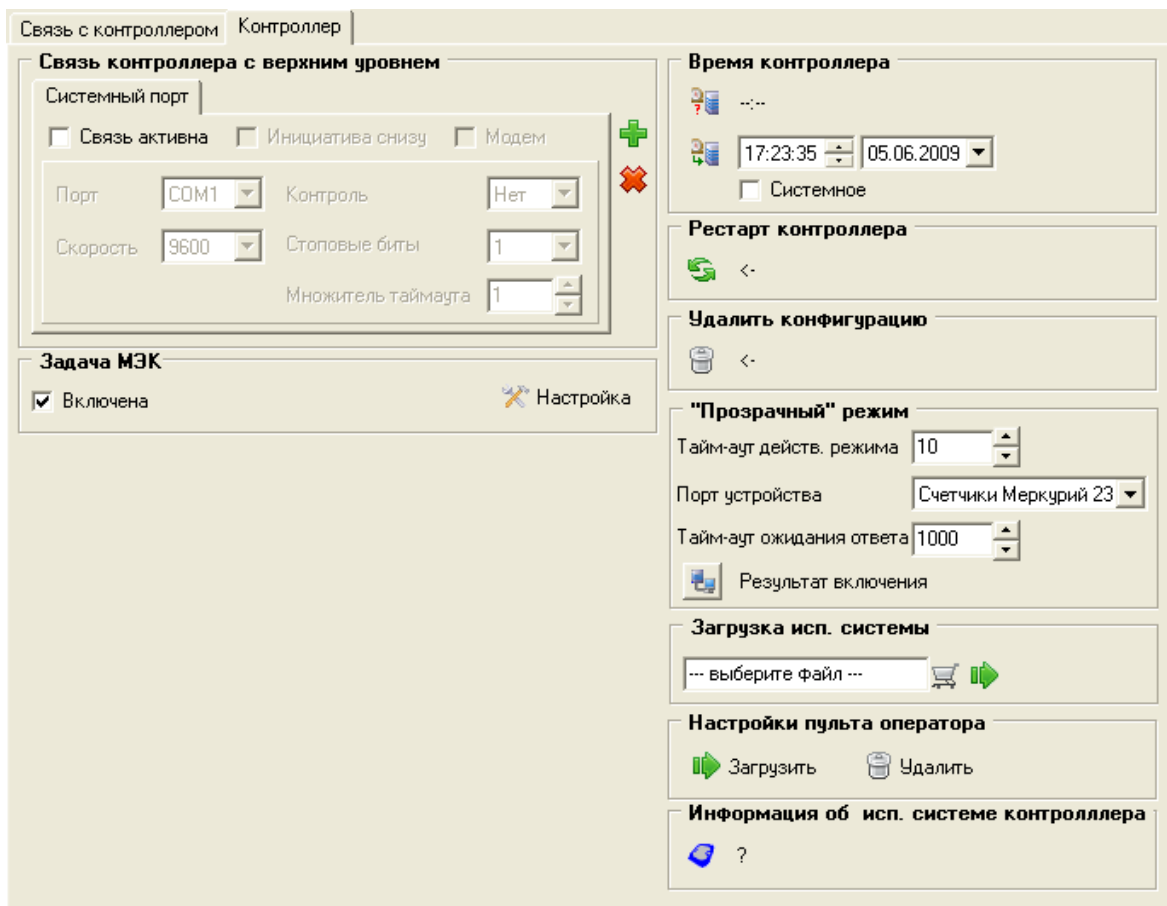 Связь с контроллером
Контроллер
Связь контроллера с верхним уровнем
Системный порт
Связь активна
Инициатива снизу
Модем
Порт
COM1
Контроль
Нет
Скорость
9600
Стоповые биты
1
Множитель таймаута
1
Задача МЭК
Включена
Настройка
Время контроллера
--:--
17:23:35
05.06.2009
Системное
Рестарт контроллера
<-
Удалить конфигурацию
<-
"Прозрачный" режим
Тайм-аут действ. режима
10
Порт устройства
Счетчики Меркурий 23
Тайм-аут ожидания ответа
1000
Результат включения
Загрузка исп. системы
--- выберите файл ---
Настройки пульта оператора
Загрузить
Удалить
Информация об исп. системе контролллера
?